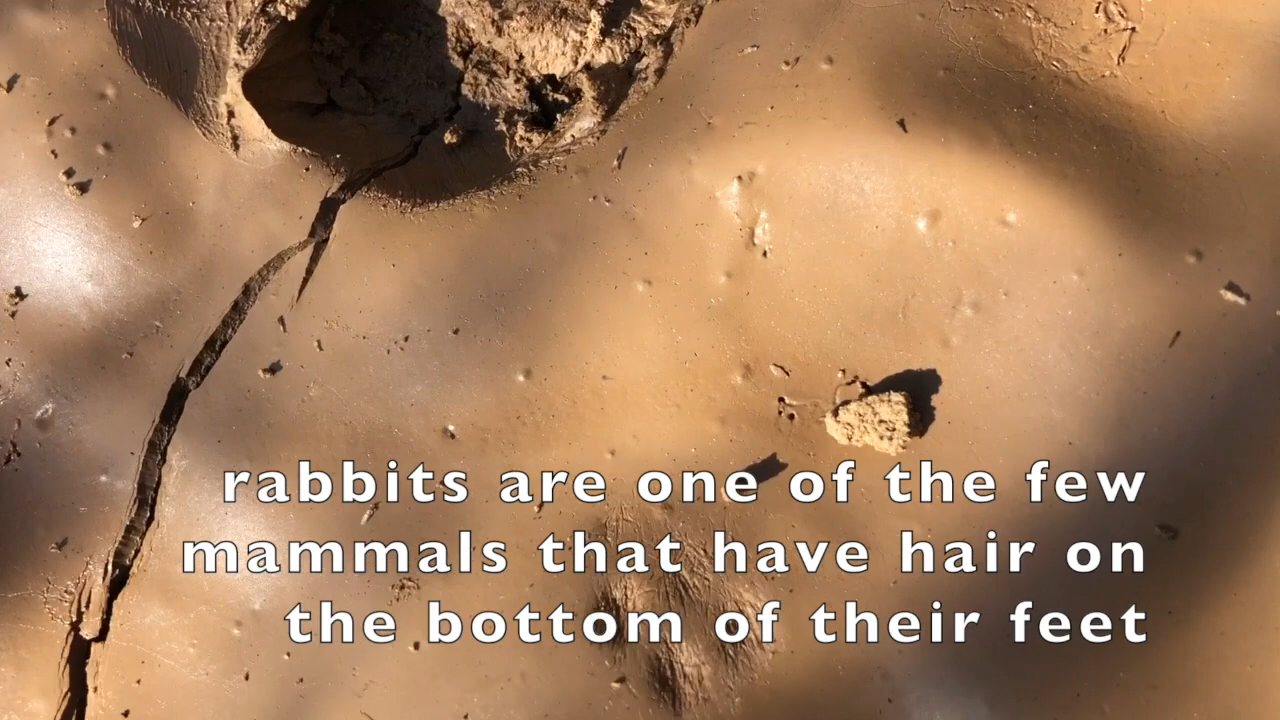 rabbits are one of the few
mammals that have hair on
the bottom of their feet